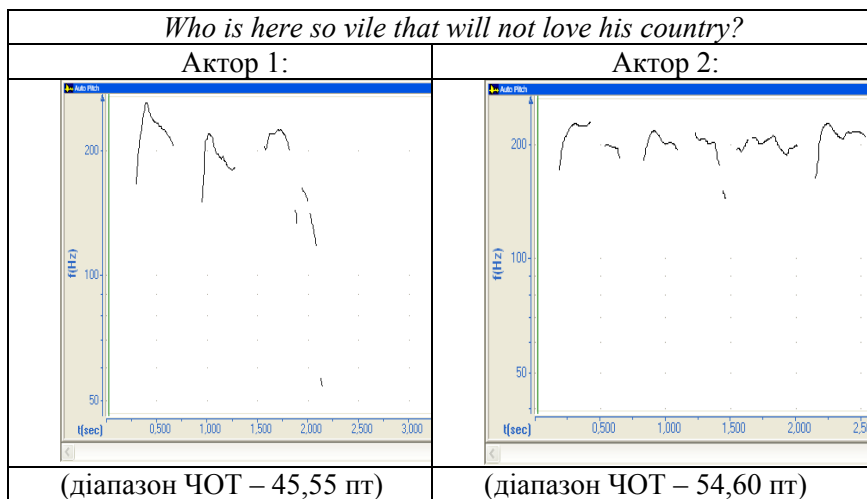 Who is here so vile that will not love his country?
Актор 1:
Актор 2:
Auto Pitch
f(Hz)
200
100
50
t(sec) 0,500 1,000 1,500 2,000 2,500 3,000
Auto Pitch
f(Hz)
200
100
50
t(sec) 0,500 1,000 1,500 2,000 2,5
(діапазон ЧОТ – 45,55 пт)
(діапазон ЧОТ – 54,60 пт)